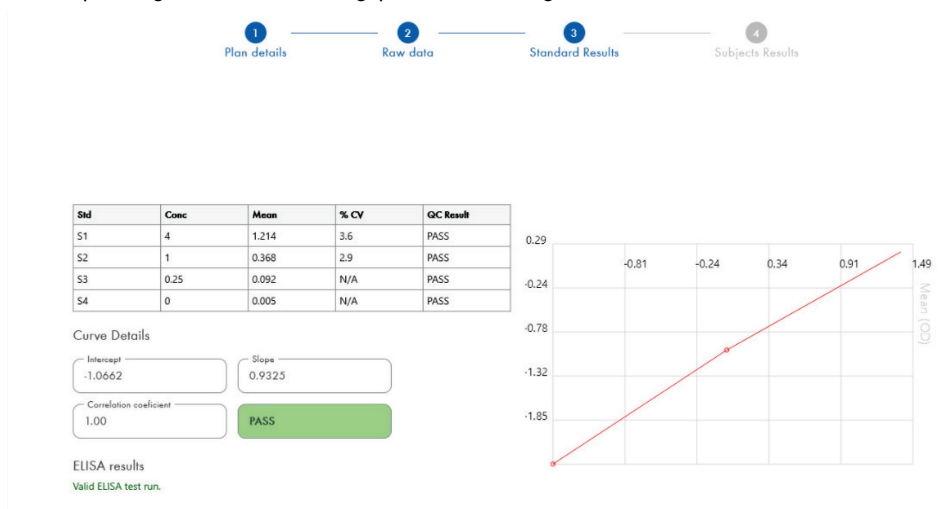 1 2 3 4
Plan details Raw data Standard Results Subjects Results
Std Conc Mean % CV QC Result
S1 4 1.214 3.6 PASS
S2 1 0.368 2.9 PASS
S3 0.25 0.092 N/A PASS
S4 0 0.005 N/A PASS
Curve Details
Intercept Slope
-1.0662 0.9325
Correlation coeficient
1.00 PASS
ELISA results
Valid ELISA test run.
0.29
-0.81 -0.24 0.34 0.91 1.49
-0.24
-0.78
-1.32
-1.85
Mean (OD)